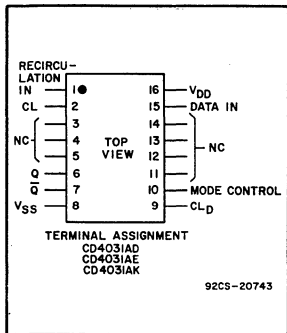 RECIRCU-
LATION
IN 1 16 VDD
CL 2 15 DATA IN
3 14
NC 4 TOP 13 NC
5 VIEW 12
Q 6 11
Q̅ 7 10 MODE CONTROL
VSS 8 9 CLD
TERMINAL ASSIGNMENT
CD4031AD
CD4031AE
CD4031AK
92CS-20743